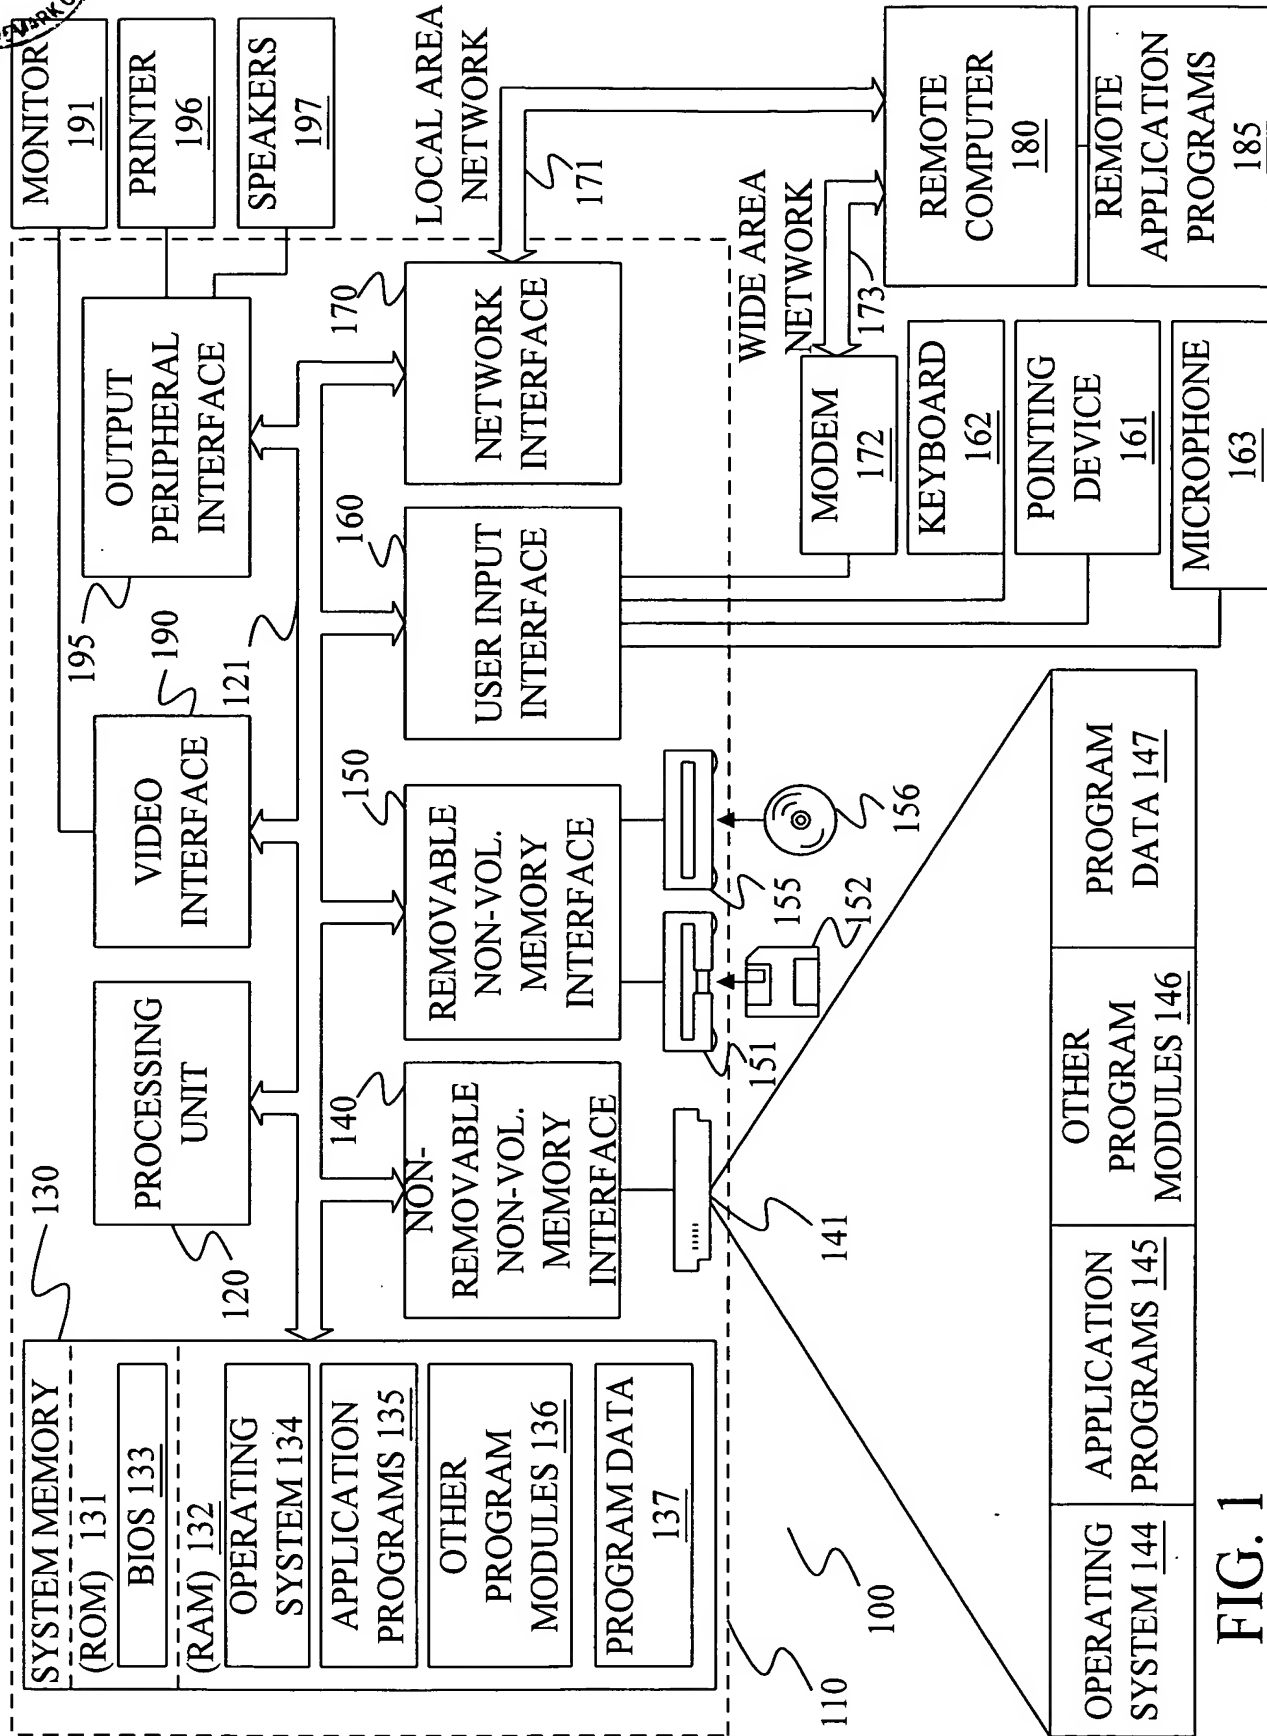 MARK
SYSTEM MEMORY
(ROM) 131
BIOS 133
(RAM) 132
OPERATING
SYSTEM 134
APPLICATION
PROGRAMS 135
OTHER
PROGRAM
MODULES 136
PROGRAM DATA
137
130
PROCESSING
UNIT
120
VIDEO
INTERFACE
190
121
OUTPUT
PERIPHERAL
INTERFACE
195
MONITOR
191
PRINTER
196
SPEAKERS
197
140
NON-
REMOVABLE
NON-VOL.
MEMORY
INTERFACE
150
REMOVABLE
NON-VOL.
MEMORY
INTERFACE
160
USER INPUT
INTERFACE
170
NETWORK
INTERFACE
LOCAL AREA
NETWORK
171
141
151
152
155
156
WIDE AREA
NETWORK
173
MODEM
172
KEYBOARD
162
POINTING
DEVICE
161
MICROPHONE
163
REMOTE
COMPUTER
180
REMOTE
APPLICATION
PROGRAMS
185
110
100
OPERATING
SYSTEM 144
APPLICATION
PROGRAMS 145
OTHER
PROGRAM
MODULES 146
PROGRAM
DATA 147
FIG. 1